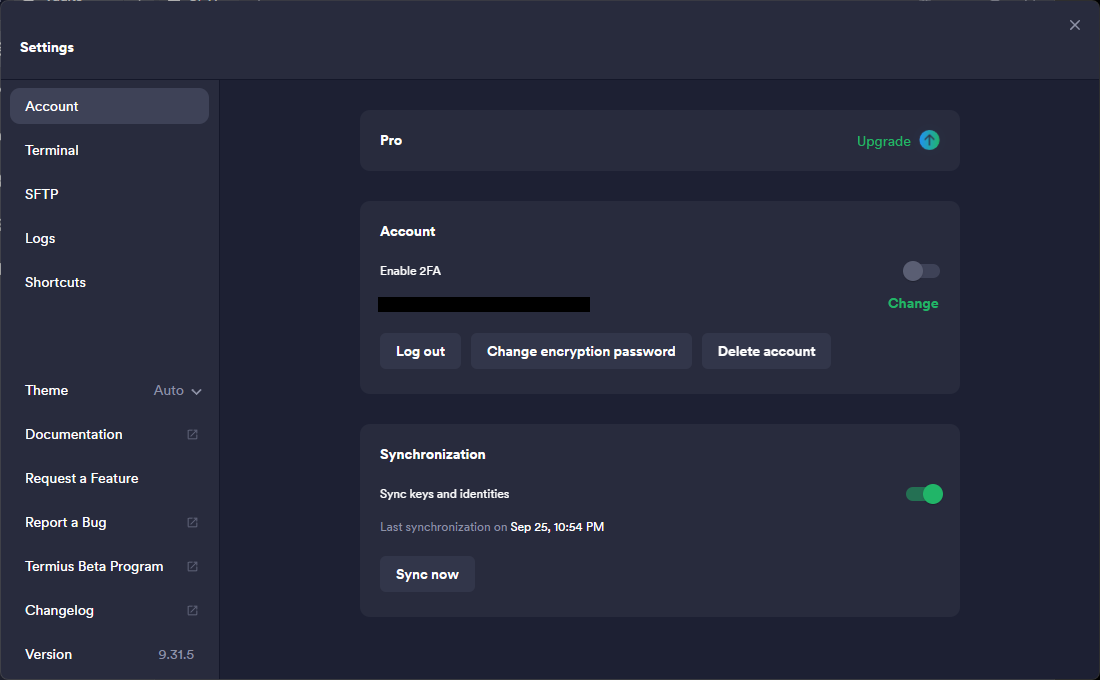 Settings
Account
Terminal
SFTP
Logs
Shortcuts
Theme Auto
Documentation
Request a Feature
Report a Bug
Termius Beta Program
Changelog
Version 9.31.5
Pro Upgrade
Account
Enable 2FA
Change
Log out Change encryption password Delete account
Synchronization
Sync keys and identities
Last synchronization on Sep 25, 10:54 PM
Sync now